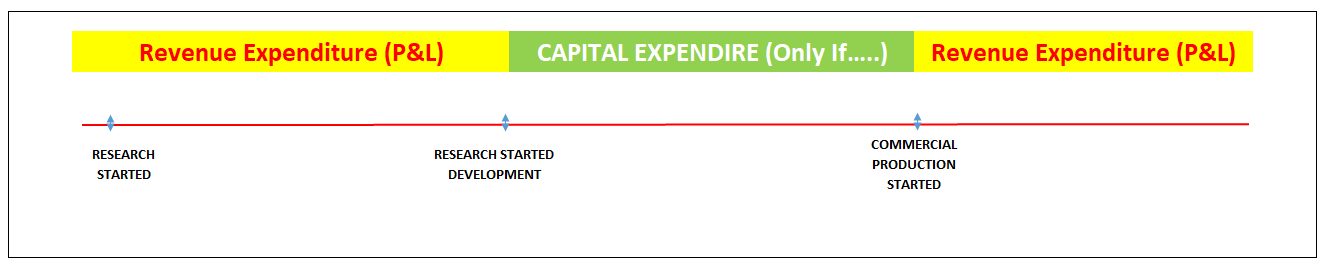 Revenue Expenditure (P&L)
CAPITAL EXPENDIRE (Only If…..)
Revenue Expenditure (P&L)
RESEARCH
STARTED
RESEARCH STARTED
DEVELOPMENT
COMMERCIAL
PRODUCTION
STARTED